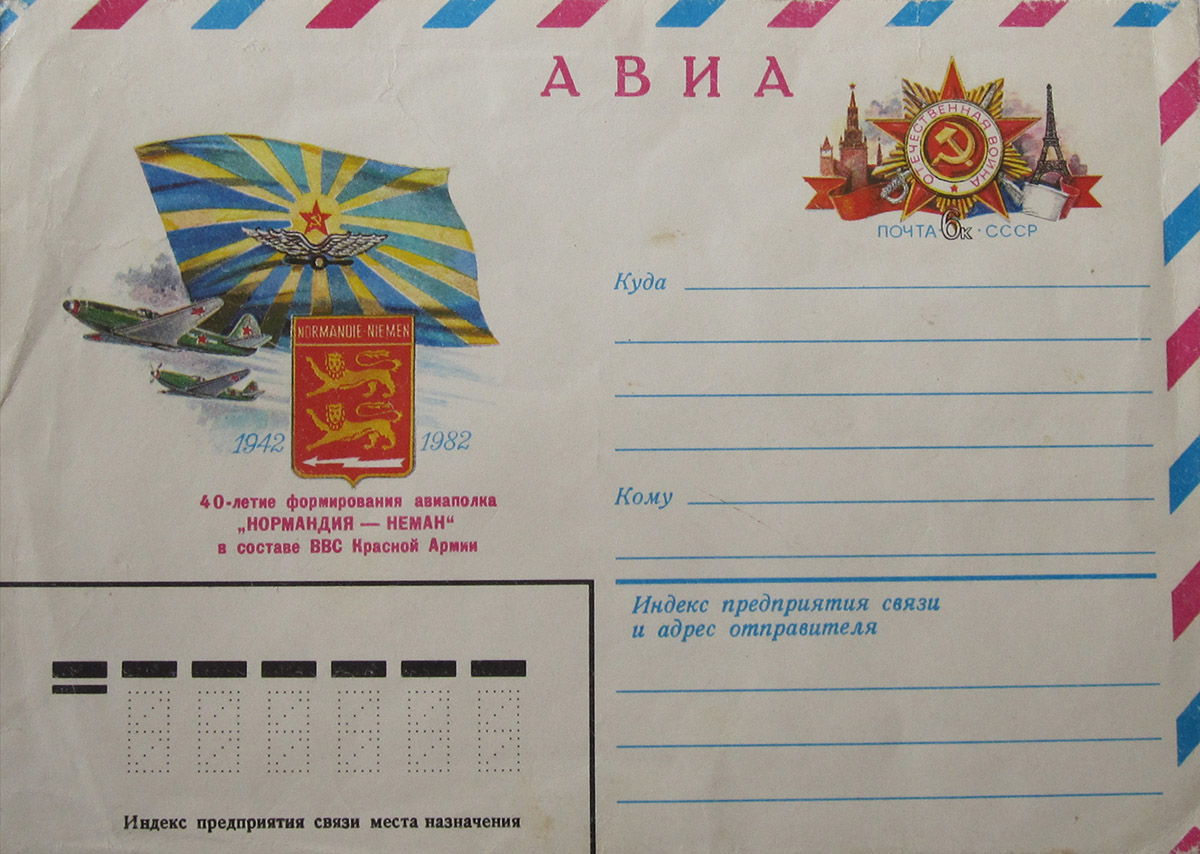 АВИА
ОТЕЧЕСТВЕННАЯ ВОЙНА
ПОЧТА 6к · СССР
NORMANDIE-NIEMEN
1942 1982
40-летие формирования авиаполка
„НОРМАНДИЯ — НЕМАН“
в составе ВВС Красной Армии
Куда
Кому
Индекс предприятия связи
и адрес отправителя
Индекс предприятия связи места назначения